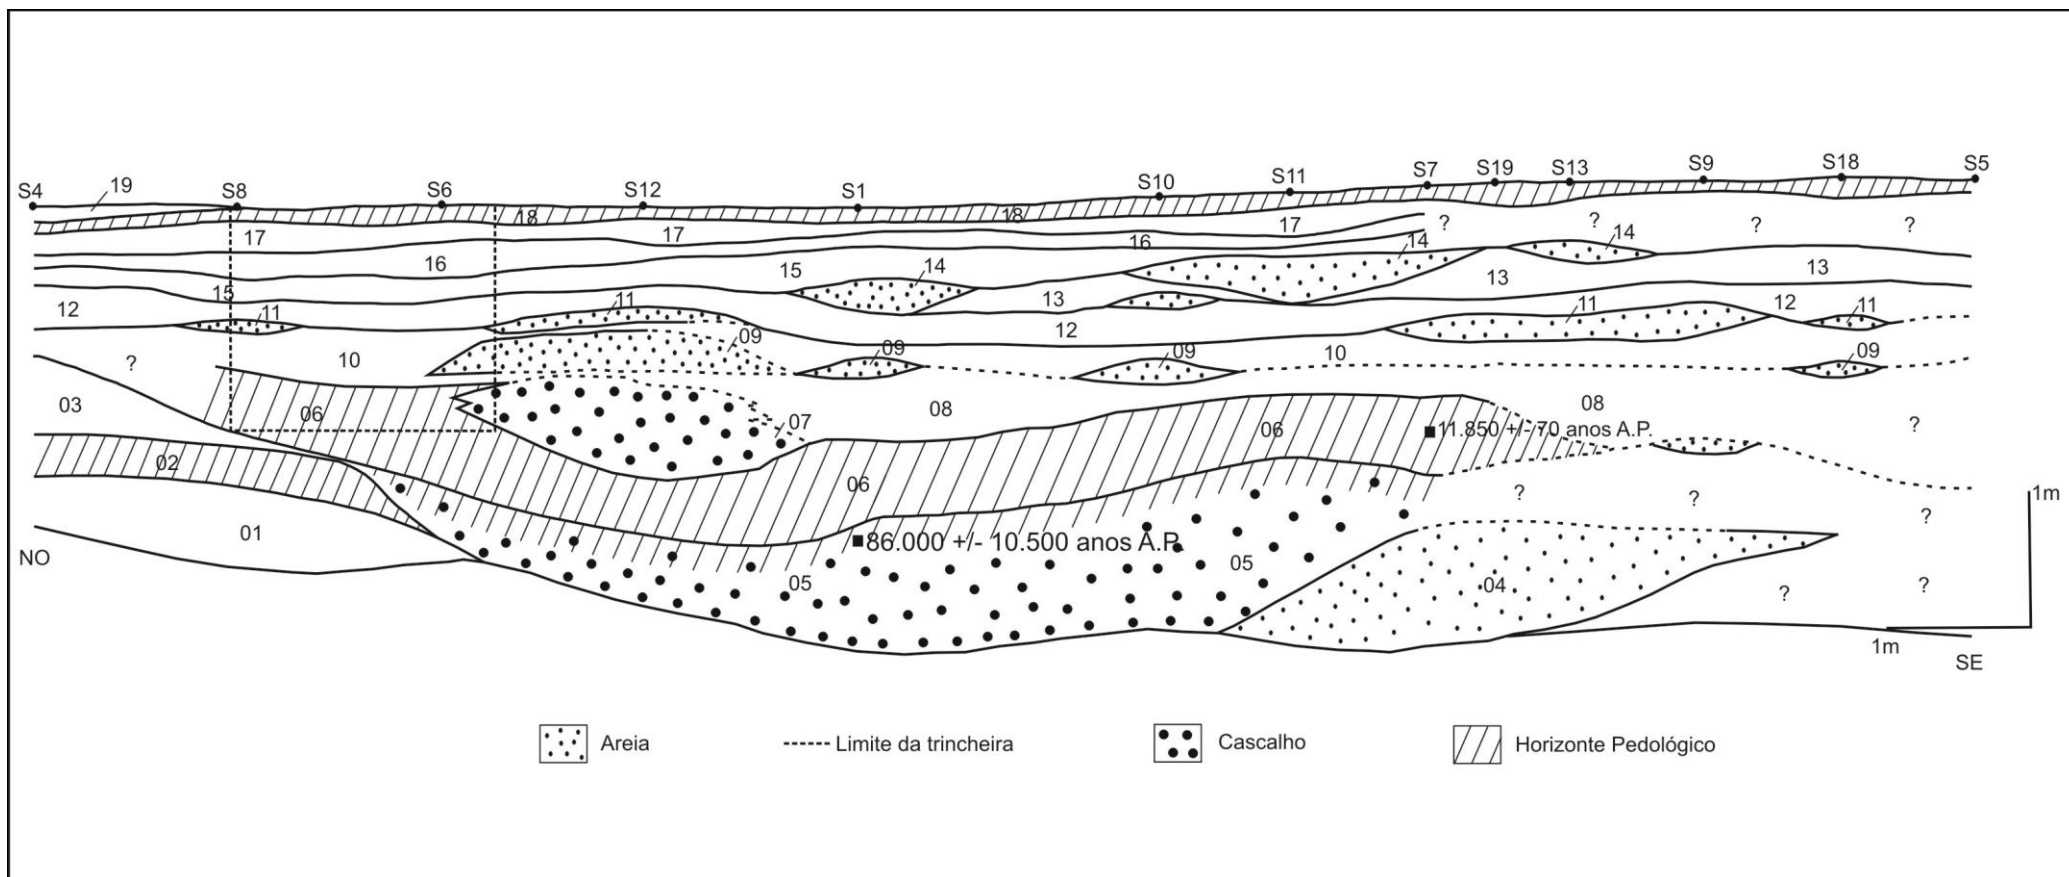 S4
19
S8
S6
S12
S1
S10
S11
S7
S19
S13
S9
S18
S5
18
18
17
17
17
16
16
?
?
?
?
14
14
14
15
15
13
13
13
12
12
12
11
11
11
11
10
10
09
09
09
09
?
03
06
07
08
08
06
11.850 +/- 70 anos A.P.
?
02
06
?
?
?
1m
01
86.000 +/- 10.500 anos A.P.
NO
05
05
04
?
?
1m
SE
Areia
Limite da trincheira
Cascalho
Horizonte Pedológico